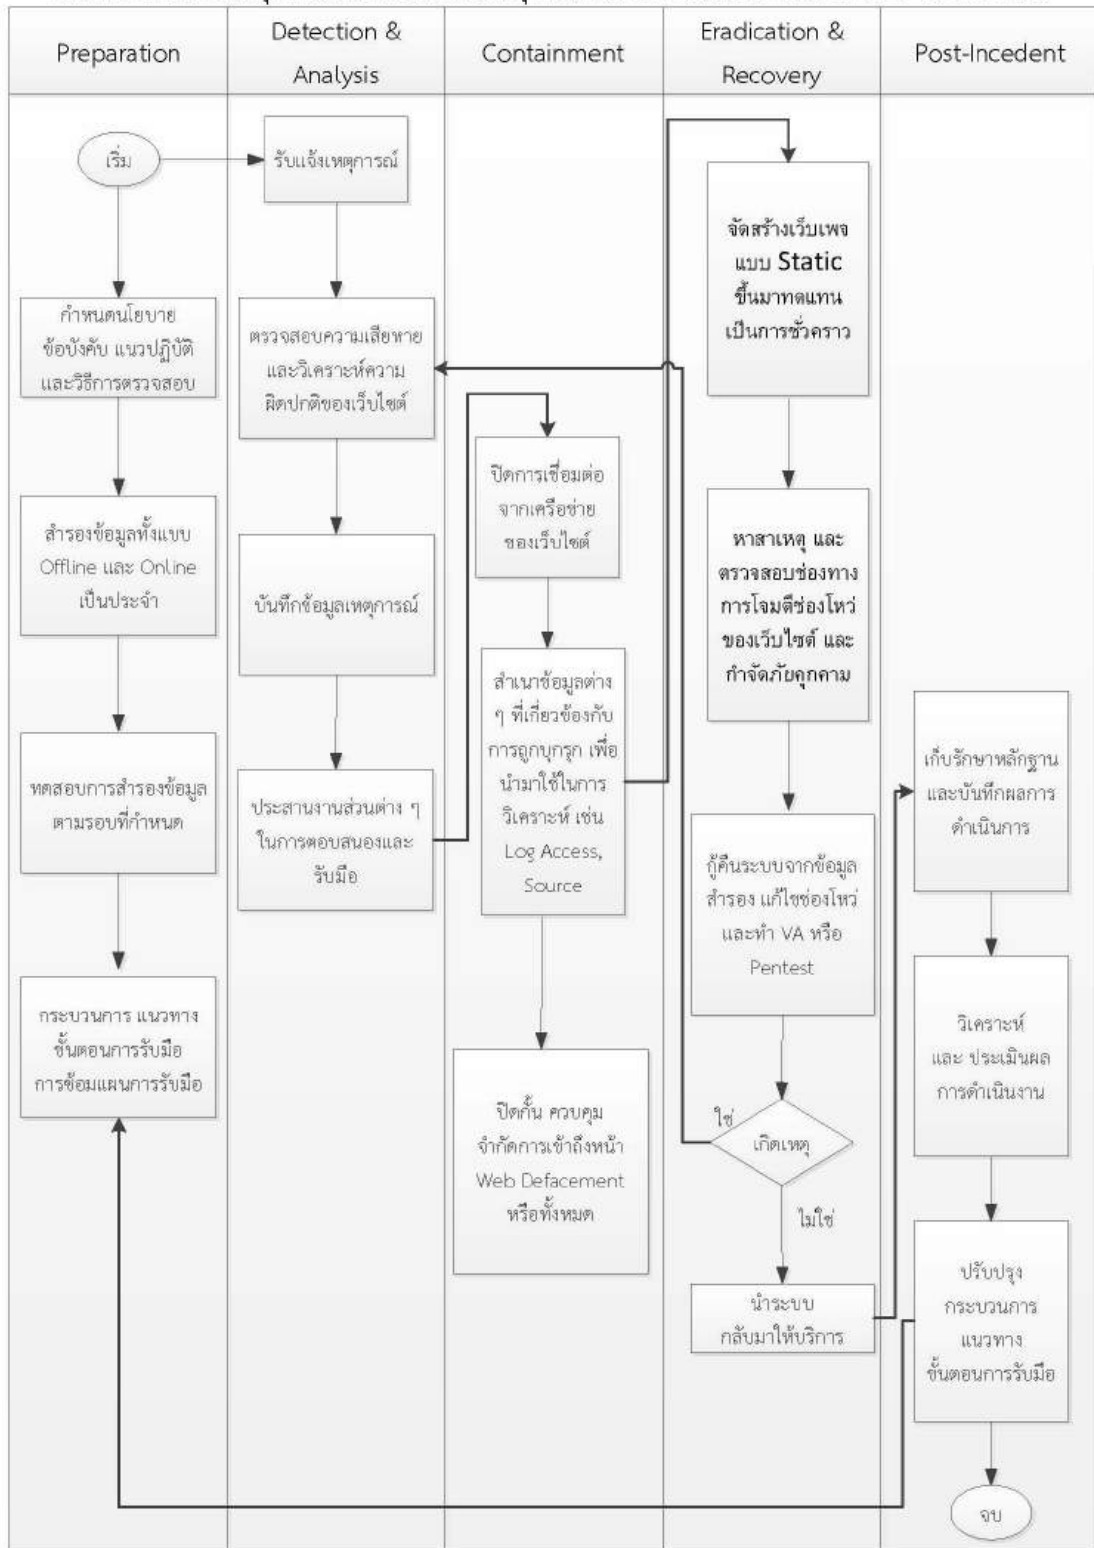 Preparation
Detection &
Analysis
Containment
Eradication &
Recovery
Post-Incedent
เริ่ม
กำหนดนโยบาย
ข้อบังคับ แนวปฏิบัติ
และวิธีการตรวจสอบ
สำรองข้อมูลทั้งแบบ
Offline และ Online
เป็นประจำ
ทดสอบการสำรองข้อมูล
ตามรอบที่กำหนด
กระบวนการ แนวทาง
ขั้นตอนการรับมือ
การซ้อมแผนการรับมือ
รับแจ้งเหตุการณ์
ตรวจสอบความเสียหาย
และวิเคราะห์ความ
ผิดปกติของเว็บไซต์
บันทึกข้อมูลเหตุการณ์
ประสานงานส่วนต่าง ๆ
ในการตอบสนองและ
รับมือ
ปิดการเชื่อมต่อ
จากเครือข่าย
ของเว็บไซต์
สำเนาข้อมูลต่าง
ๆ ที่เกี่ยวข้องกับ
การถูกบุกรุก เพื่อ
นำมาใช้ในการ
วิเคราะห์ เช่น
Log Access,
Source
ปิดกั้น ควบคุม
จำกัดการเข้าถึงหน้า
Web Defacement
หรือทั้งหมด
จัดสร้างเว็บเพจ
แบบ Static
ขึ้นมาทดแทน
เป็นการชั่วคราว
หาสาเหตุ และ
ตรวจสอบช่องทาง
การโจมตีช่องโหว่
ของเว็บไซต์ และ
กำจัดภัยคุกคาม
กู้คืนระบบจากข้อมูล
สำรอง แก้ไขช่องโหว่
และทำ VA หรือ
Pentest
ใช่
เกิดเหตุ
ไม่ใช่
นำระบบ
กลับมาให้บริการ
เก็บรักษาหลักฐาน
และบันทึกผลการ
ดำเนินการ
วิเคราะห์
และ ประเมินผล
การดำเนินงาน
ปรับปรุง
กระบวนการ
แนวทาง
ขั้นตอนการรับมือ
จบ